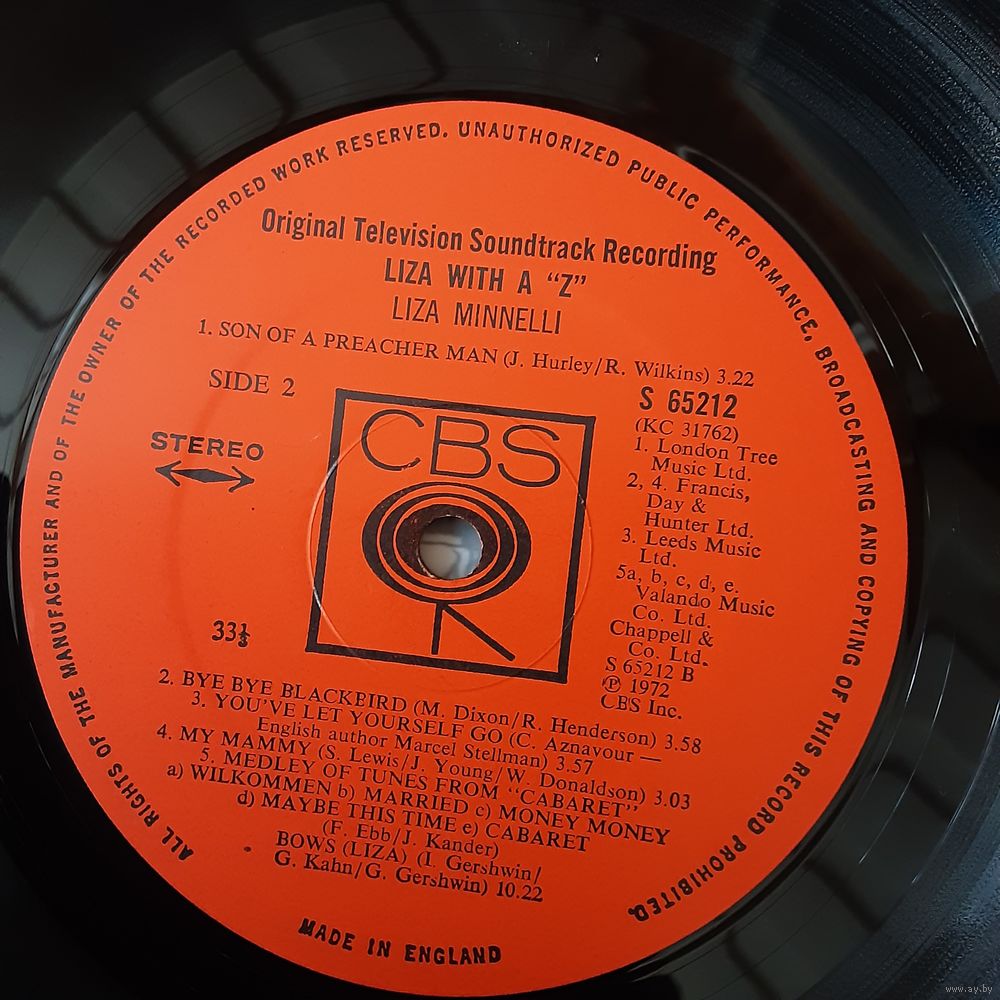 ALL RIGHTS OF THE MANUFACTURER AND OF THE OWNER OF THE RECORDED WORK RESERVED. UNAUTHORIZED PUBLIC PERFORMANCE, BROADCASTING AND COPYING OF THIS RECORD PROHIBITED.
Original Television Soundtrack Recording
LIZA WITH A “Z”
LIZA MINNELLI
1. SON OF A PREACHER MAN (J. Hurley/R. Wilkins) 3.22
SIDE 2
STEREO
33⅓
CBS
S 65212
(KC 31762)
1. London Tree
Music Ltd.
2, 4. Francis,
Day &
Hunter Ltd.
3. Leeds Music
Ltd.
5a, b, c, d, e.
Valando Music
Co. Ltd.
Chappell &
Co. Ltd.
S 65212 B
℗ 1972
CBS Inc.
2. BYE BYE BLACKBIRD (M. Dixon/R. Henderson) 3.58
3. YOU'VE LET YOURSELF GO (C. Aznavour —
English author Marcel Stellman) 3.57
4. MY MAMMY (S. Lewis/J. Young/W. Donaldson) 3.03
5. MEDLEY OF TUNES FROM “CABARET”
a) WILKOMMEN b) MARRIED c) MONEY MONEY
d) MAYBE THIS TIME e) CABARET
(F. Ebb/J. Kander)
BOWS (LIZA) (I. Gershwin/
G. Kahn/G. Gershwin) 10.22
MADE IN ENGLAND
www.ay.by